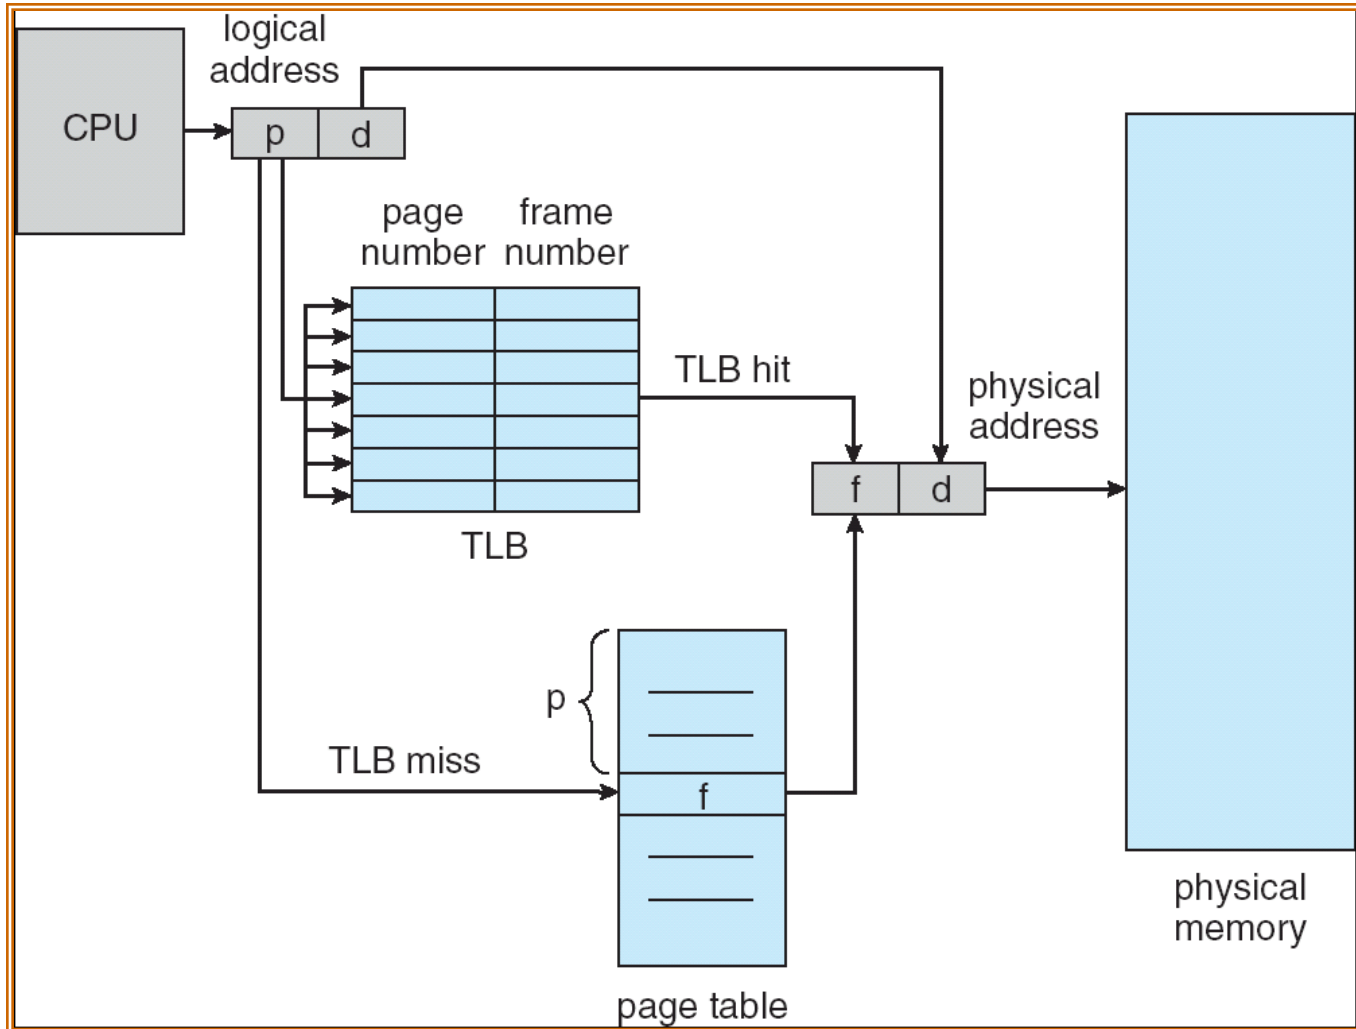 logical
address
CPU
p d
page frame
number number
TLB hit
physical
address
f d
TLB
p
TLB miss
f
physical
memory
page table